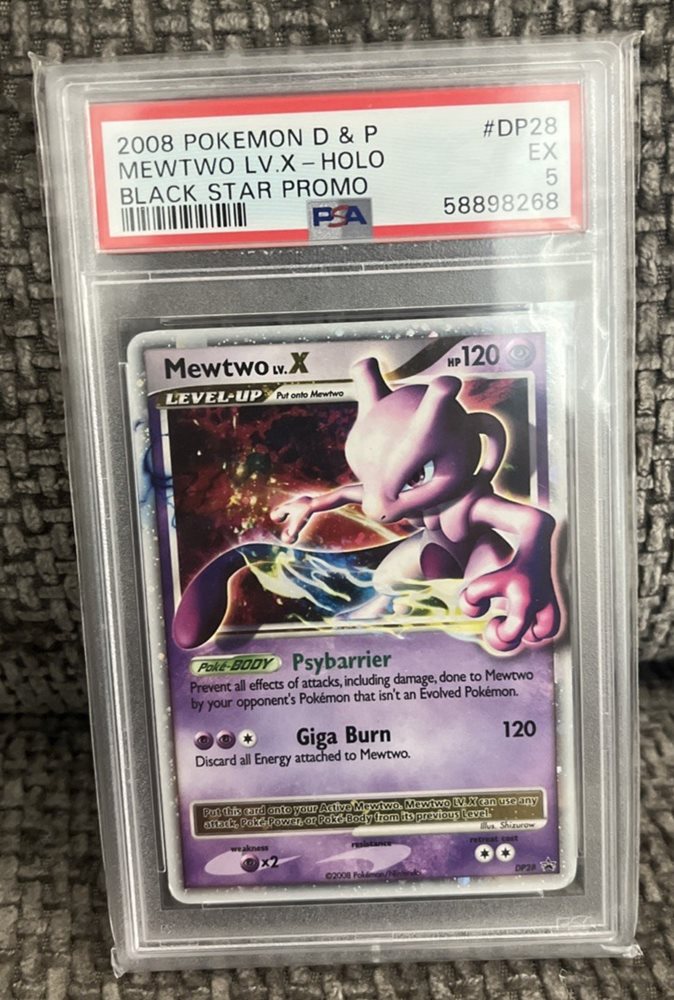 2008 POKEMON D & P #DP28
MEWTWO LV.X - HOLO EX
BLACK STAR PROMO 5
PSA 58898268
Mewtwo LV.X HP 120
LEVEL-UP Put onto Mewtwo
Poké-BODY Psybarrier
Prevent all effects of attacks, including damage, done to Mewtwo
by your opponent's Pokémon that isn't an Evolved Pokémon.
Giga Burn 120
Discard all Energy attached to Mewtwo.
Put this card onto your Active Mewtwo. Mewtwo LV.X can use any
attack, Poké-Power, or Poké-Body from its previous Level.
Illus. Shizurow
weakness resistance retreat cost
x2
©2008 Pokémon/Nintendo DP28